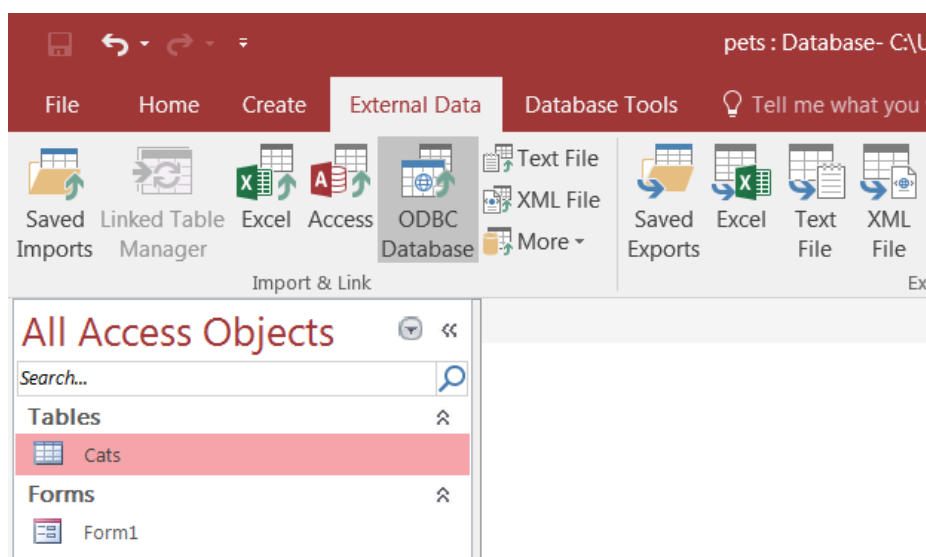 pets : Database- C:\U
File Home Create External Data Database Tools Tell me what you
Saved Imports
Linked Table Manager
Excel
Access
ODBC Database
Text File
XML File
More
Import & Link
Saved Exports
Excel
Text File
XML File
Ex
All Access Objects
Search...
Tables
Cats
Forms
Form1